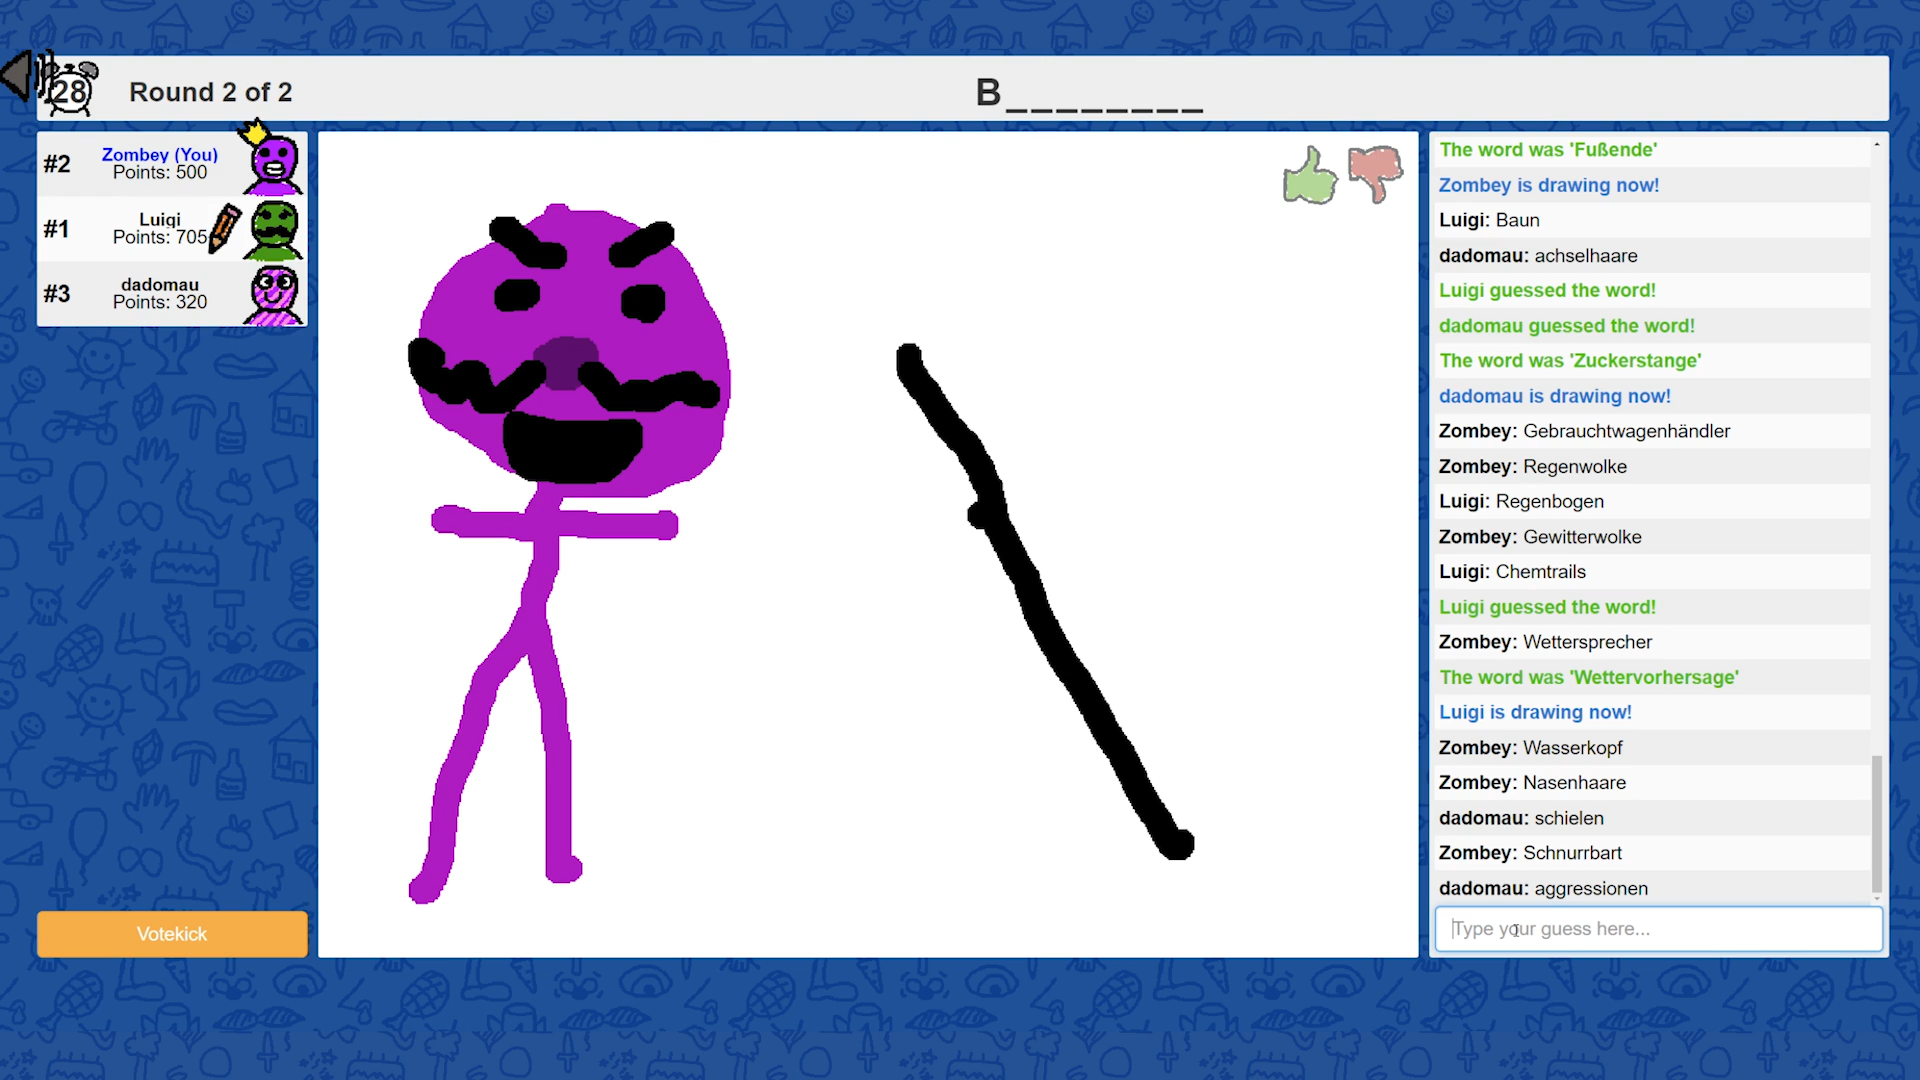 28
Round 2 of 2
B________
#2
Zombey (You)
Points: 500
#1
Luigi
Points: 705
#3
dadomau
Points: 320
Votekick
The word was 'Fußende'
Zombey is drawing now!
Luigi: Baun
dadomau: achselhaare
Luigi guessed the word!
dadomau guessed the word!
The word was 'Zuckerstange'
dadomau is drawing now!
Zombey: Gebrauchtwagenhändler
Zombey: Regenwolke
Luigi: Regenbogen
Zombey: Gewitterwolke
Luigi: Chemtrails
Luigi guessed the word!
Zombey: Wettersprecher
The word was 'Wettervorhersage'
Luigi is drawing now!
Zombey: Wasserkopf
Zombey: Nasenhaare
dadomau: schielen
Zombey: Schnurrbart
dadomau: aggressionen
Type your guess here...